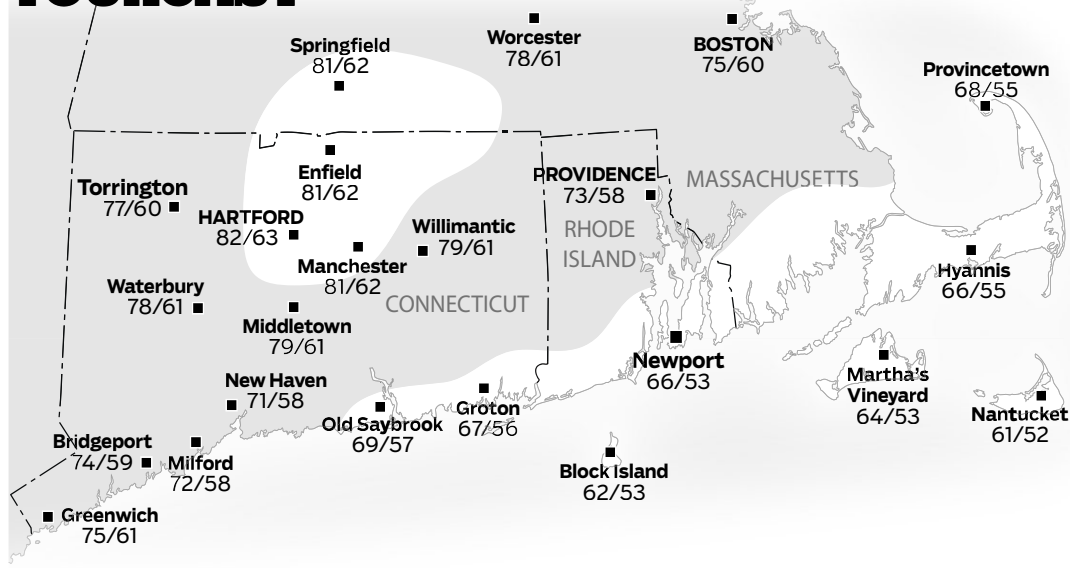 Springfield
81/62
Worcester
78/61
BOSTON
75/60
Provincetown
68/55
Enfield
81/62
Torrington
77/60
HARTFORD
82/63
Manchester
81/62
Willimantic
79/61
PROVIDENCE
73/58
MASSACHUSETTS
RHODE
ISLAND
CONNECTICUT
Waterbury
78/61
Middletown
79/61
Hyannis
66/55
Newport
66/53
Martha's
Vineyard
64/53
Nantucket
61/52
New Haven
71/58
Old Saybrook
69/57
Groton
67/56
Bridgeport
74/59
Milford
72/58
Block Island
62/53
Greenwich
75/61